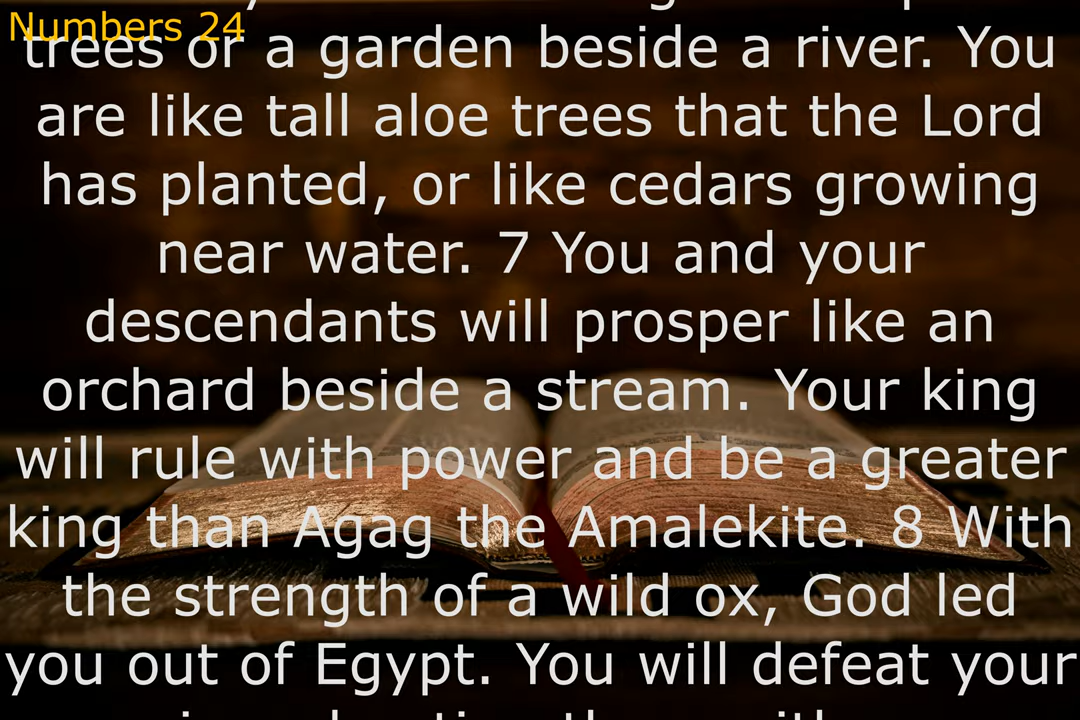 Numbers 24
trees or a garden beside a river. You
are like tall aloe trees that the Lord
has planted, or like cedars growing
near water. 7 You and your
descendants will prosper like an
orchard beside a stream. Your king
will rule with power and be a greater
king than Agag the Amalekite. 8 With
the strength of a wild ox, God led
you out of Egypt. You will defeat your